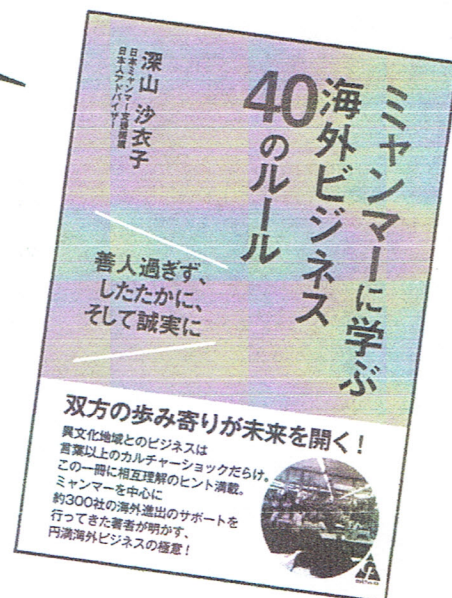 ミャンマーに学ぶ
海外ビジネス
40のルール
深山 沙衣子
日本ミャンマー支援機構
日本人アドバイザー
善人過ぎず、
したたかに、
そして誠実に
双方の歩み寄りが未来を開く!
異文化地域とのビジネスは
言葉以上のカルチャーショックだらけ。
この一冊に相互理解のヒント満載。
ミャンマーを中心に
約300社の海外進出のサポートを
行ってきた著者が明かす、
円満海外ビジネスの極意!